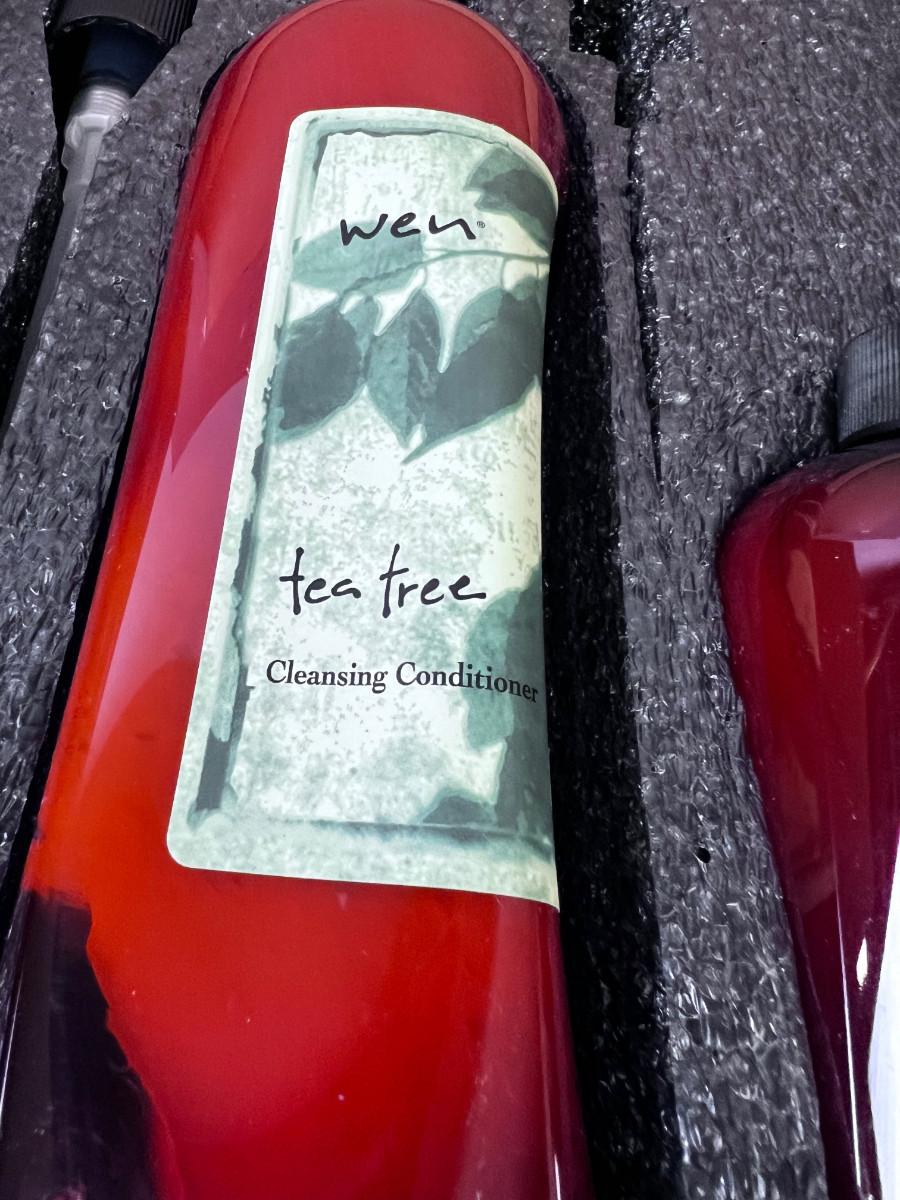 wen®
tea tree
Cleansing Conditioner